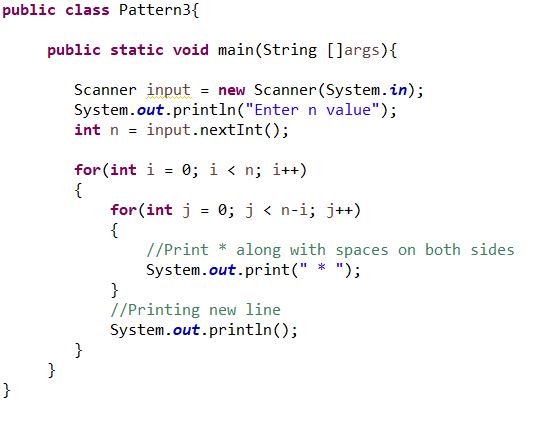 public class Pattern3{
public static void main(String []args){
Scanner input = new Scanner(System.in);
System.out.println("Enter n value");
int n = input.nextInt();
for(int i = 0; i < n; i++)
{
for(int j = 0; j < n-i; j++)
{
//Print * along with spaces on both sides
System.out.print(" * ");
}
//Printing new line
System.out.println();
}
}
}